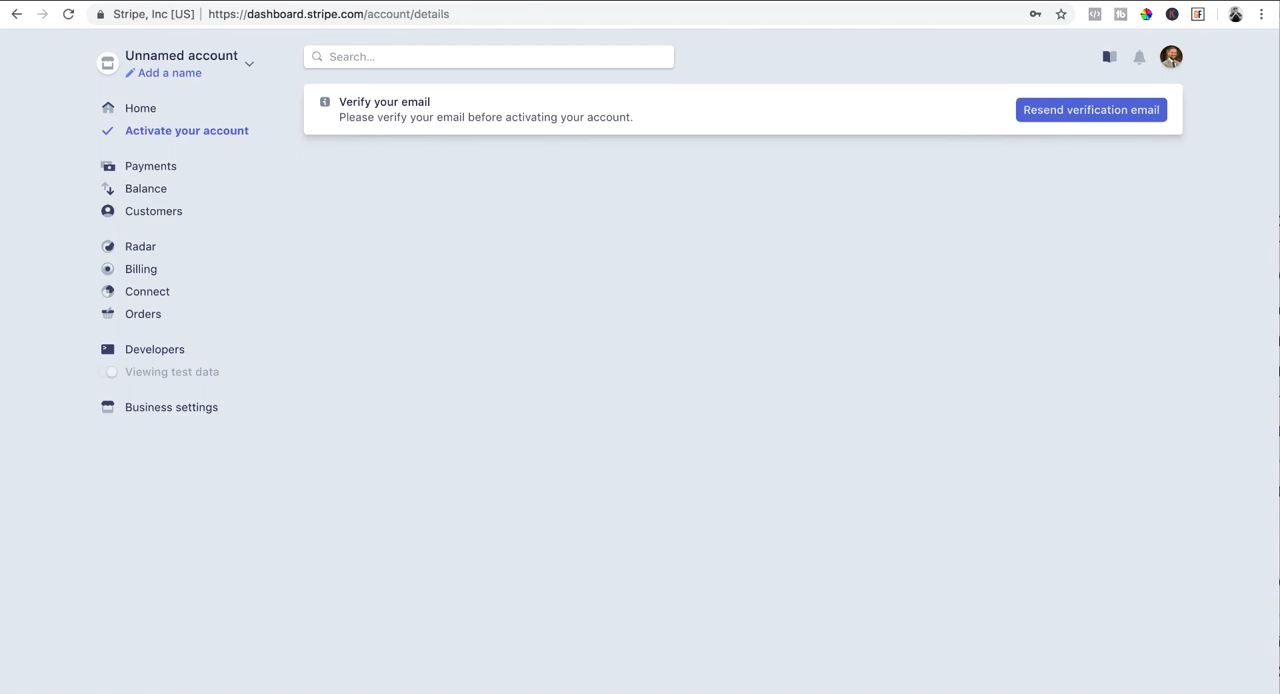 Stripe, Inc [US] | https://dashboard.stripe.com/account/details
Unnamed account
Add a name
Search...
Home
Activate your account
Verify your email
Please verify your email before activating your account.
Resend verification email
Payments
Balance
Customers
Radar
Billing
Connect
Orders
Developers
Viewing test data
Business settings